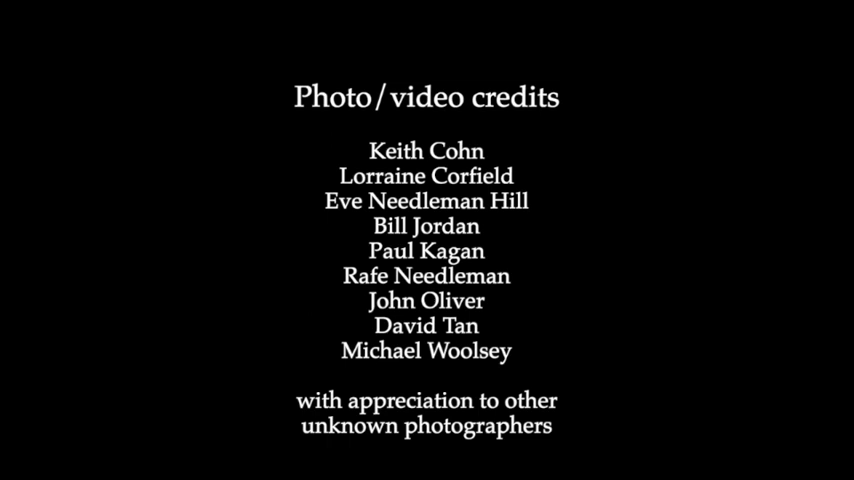 Photo/video credits
Keith Cohn
Lorraine Corfield
Eve Needleman Hill
Bill Jordan
Paul Kagan
Rafe Needleman
John Oliver
David Tan
Michael Woolsey
with appreciation to other
unknown photographers